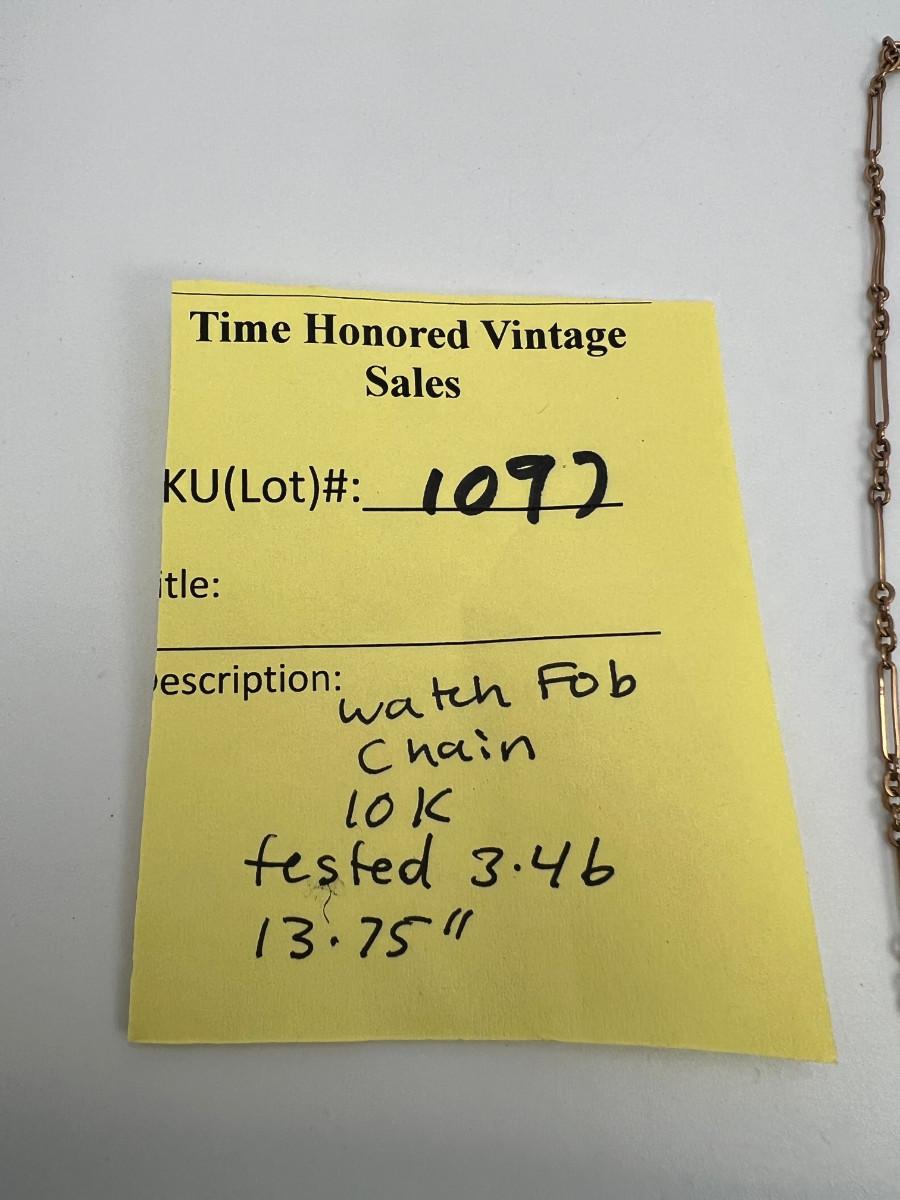 Time Honored Vintage
Sales
KU(Lot)#: 1097
itle:
escription:
watch Fob
Chain
10K
tested 3.46
13.75"